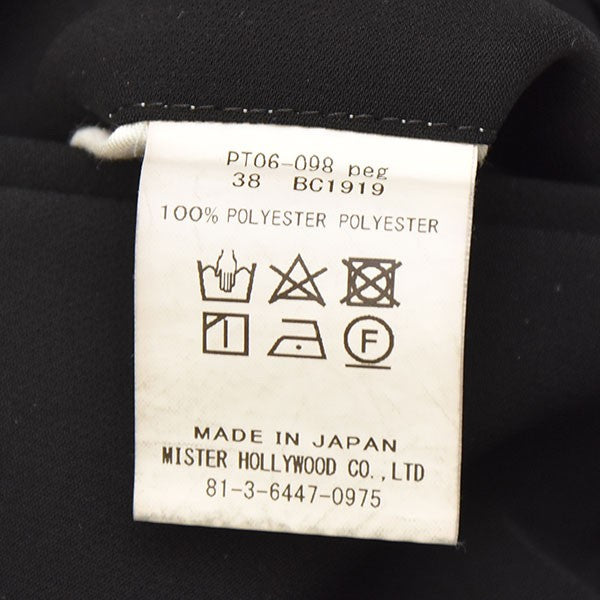 PT06-098 peg
38 BC1919
100% POLYESTER POLYESTER
F
MADE IN JAPAN
MISTER HOLLYWOOD CO.,LTD
81-3-6447-0975